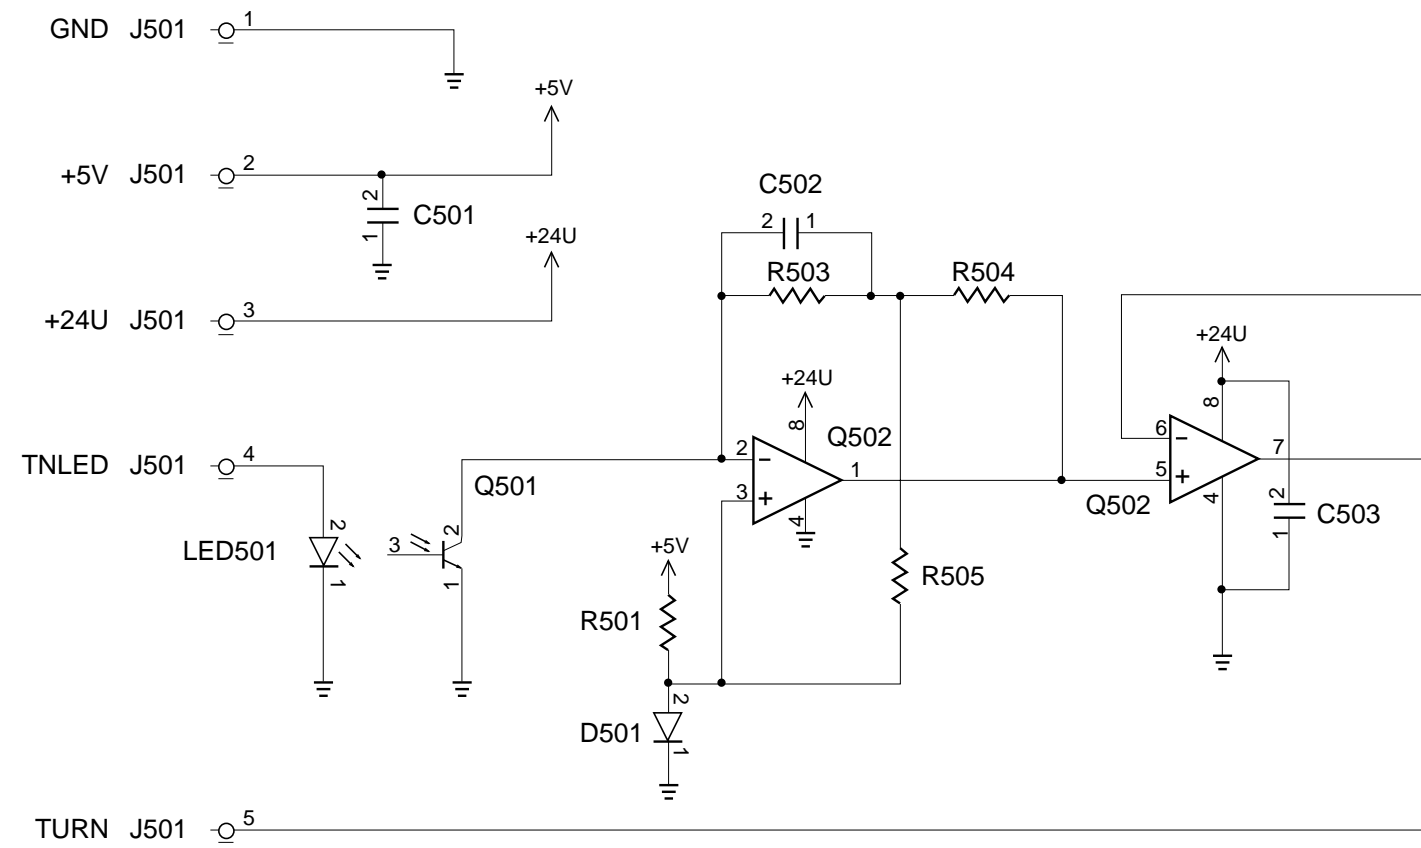 GND J501 1
+5V
+5V J501 2
2
1
C501
+24U
+24U J501 3
C502
2 1
R503
R504
+24U
+24U
8
8
Q502
TNLED J501 4
2
3
1
4
6
5
7
4
Q502
2
1
C503
Q501
2
3
1
LED501
2
1
+5V
R501
R505
2
D501
1
TURN J501 5